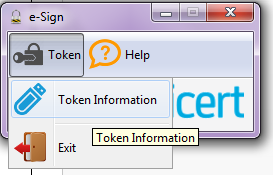 e-Sign
Token Help
Token Information
cert
Exit
Token Information